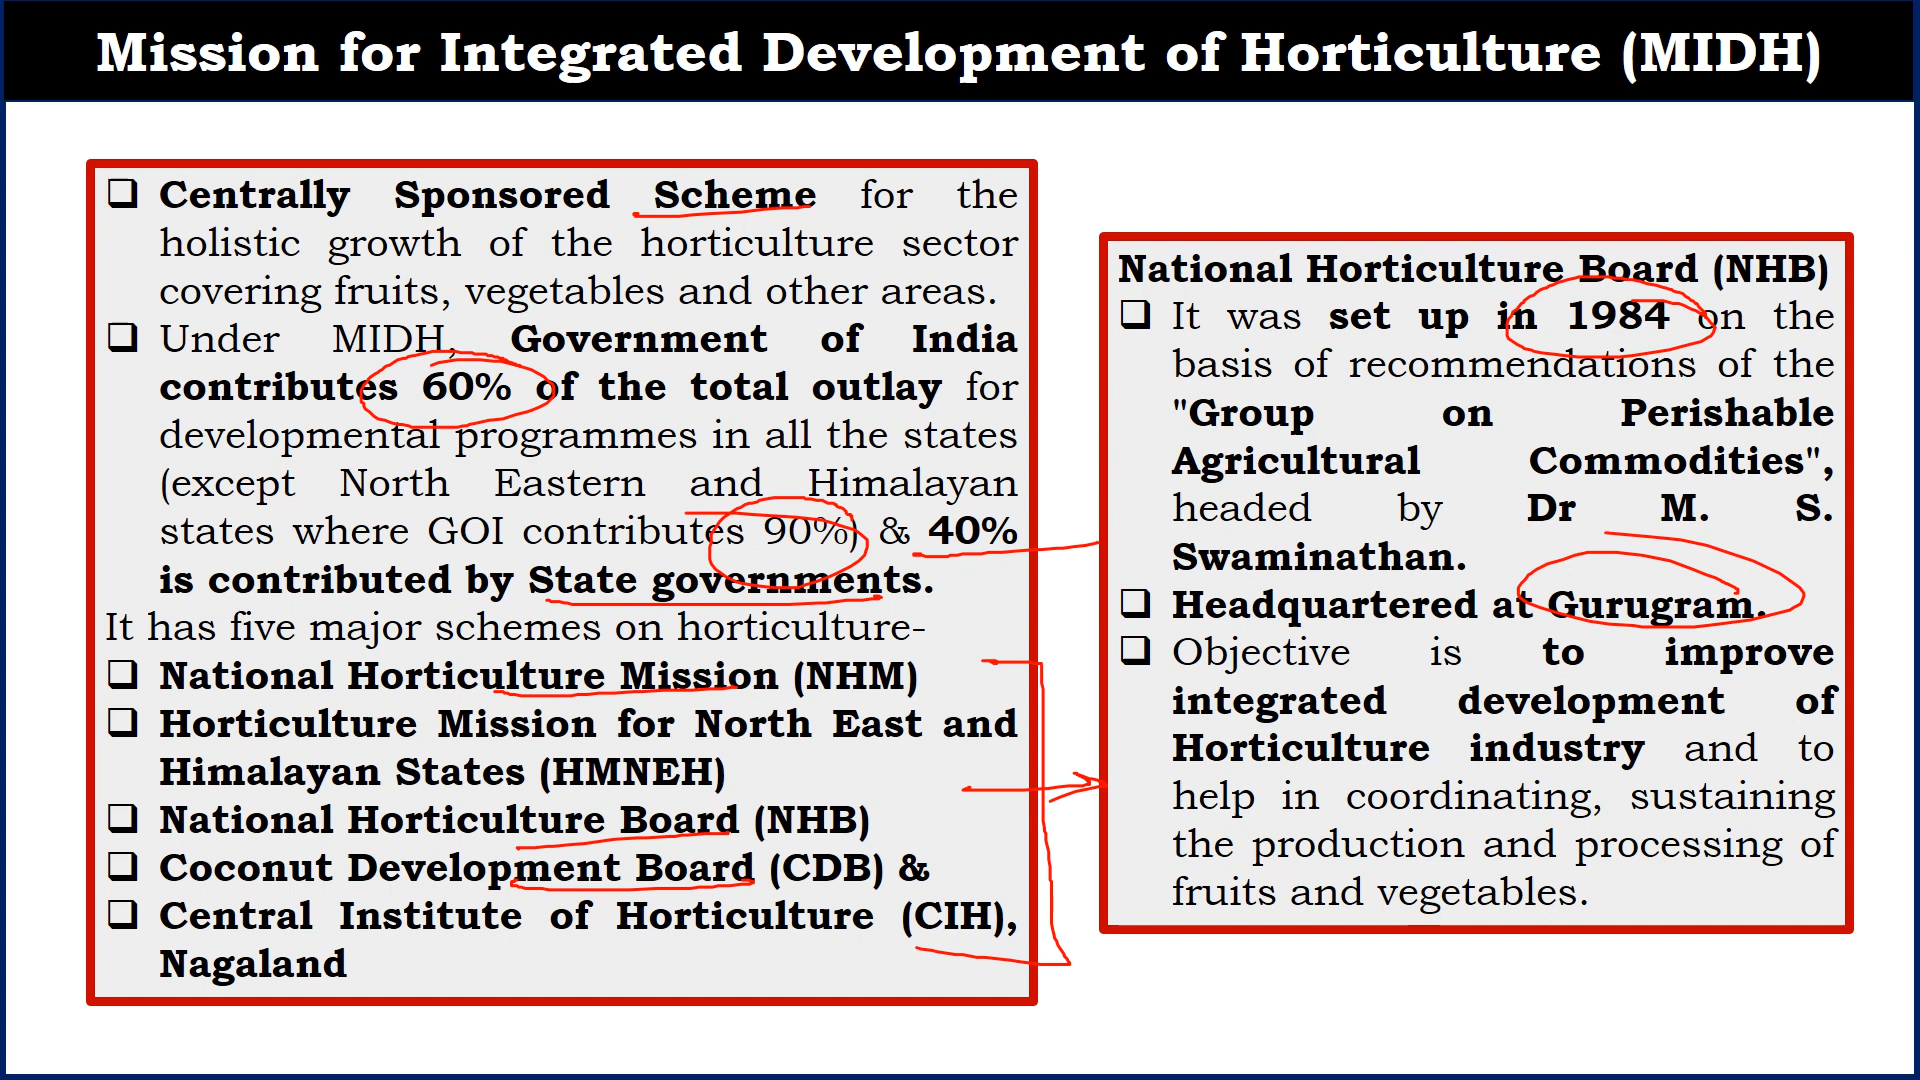 Mission for Integrated Development of Horticulture (MIDH)
❑ Centrally Sponsored Scheme for the
holistic growth of the horticulture sector
covering fruits, vegetables and other areas.
❑ Under MIDH, Government of India
contributes 60% of the total outlay for
developmental programmes in all the states
(except North Eastern and Himalayan
states where GOI contributes 90%) & 40%
is contributed by State governments.
It has five major schemes on horticulture-
❑ National Horticulture Mission (NHM)
❑ Horticulture Mission for North East and
Himalayan States (HMNEH)
❑ National Horticulture Board (NHB)
❑ Coconut Development Board (CDB) &
❑ Central Institute of Horticulture (CIH),
Nagaland
National Horticulture Board (NHB)
❑ It was set up in 1984 on the
basis of recommendations of the
"Group on Perishable
Agricultural Commodities",
headed by Dr M. S.
Swaminathan.
❑ Headquartered at Gurugram.
❑ Objective is to improve
integrated development of
Horticulture industry and to
help in coordinating, sustaining
the production and processing of
fruits and vegetables.